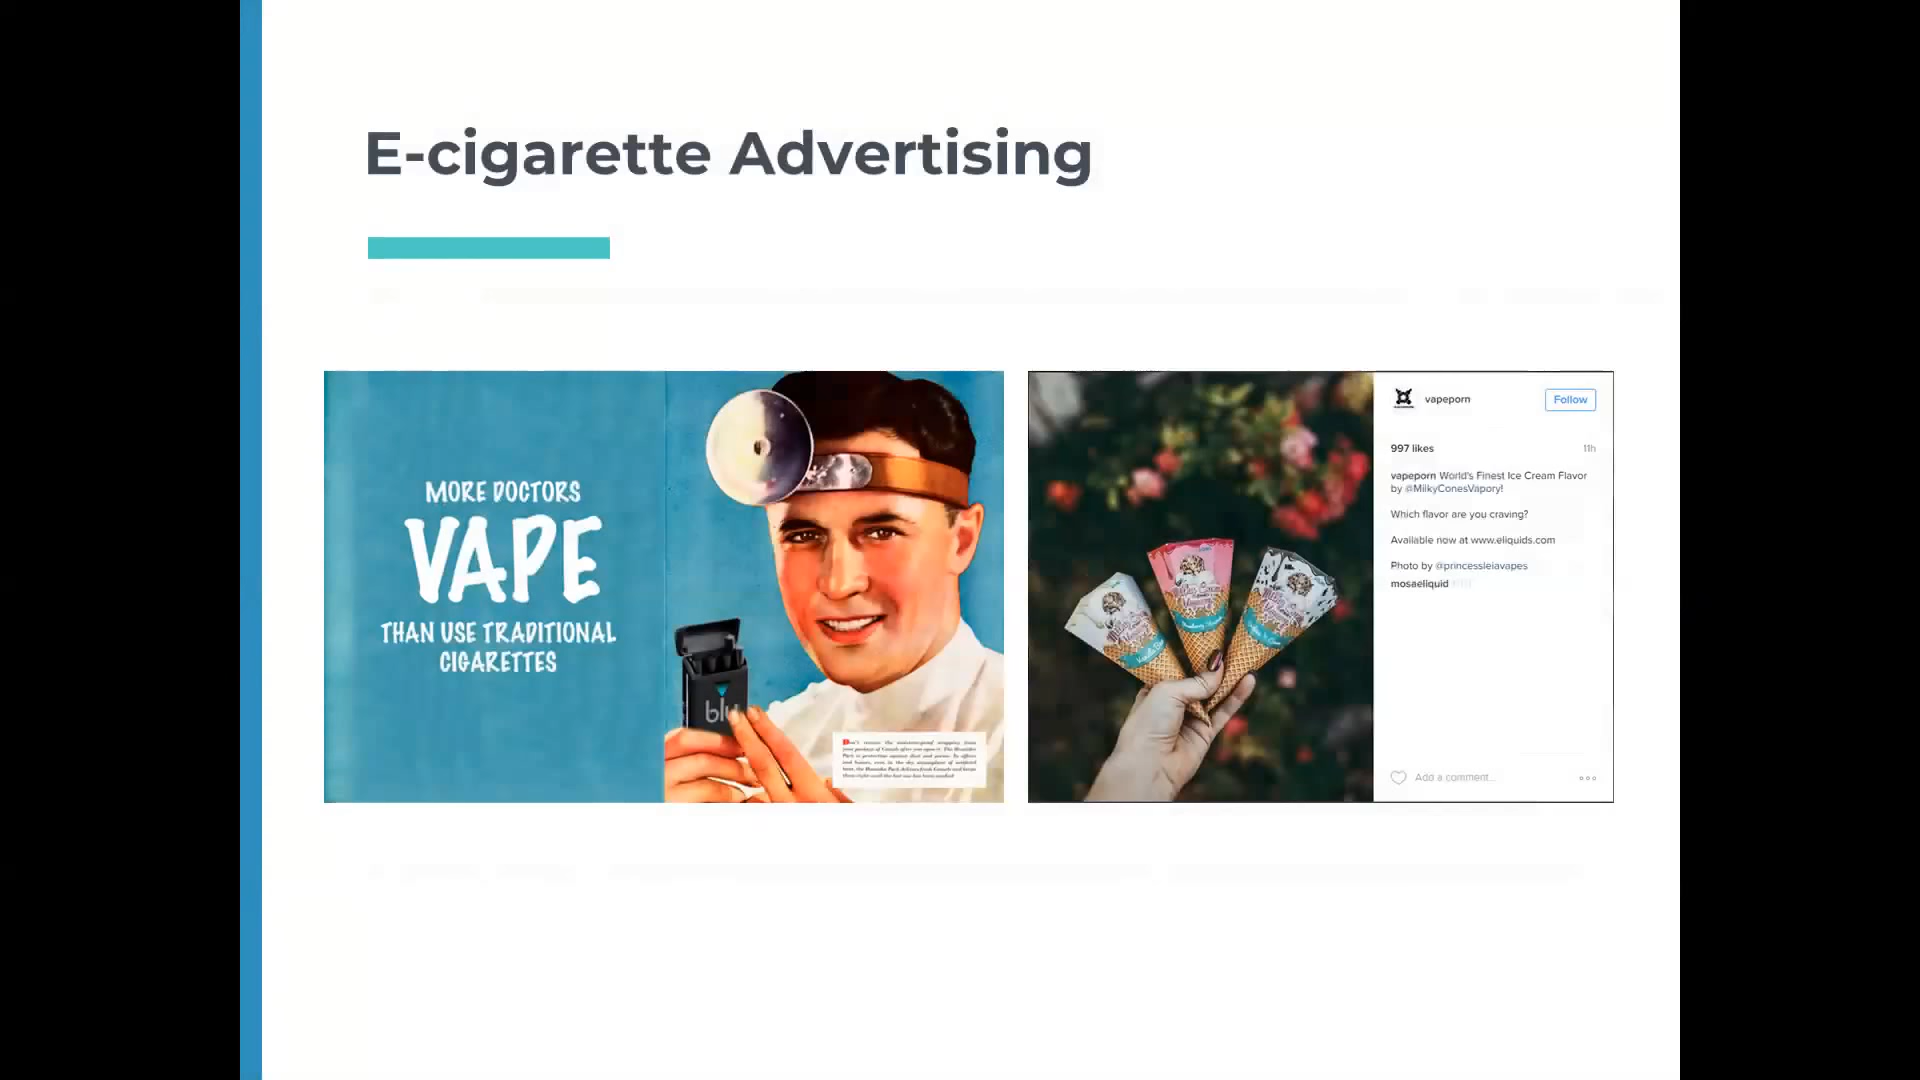 E-cigarette Advertising
MORE DOCTORS
VAPE
THAN USE TRADITIONAL
CIGARETTES
blu
vapeporn
Follow
997 likes
11h
vapeporn World's Finest Ice Cream Flavor
by @MilkyConesVapory!
Which flavor are you craving?
Available now at www.eliquids.com
Photo by @princessleiavapes
mosaeliquid
Add a comment...